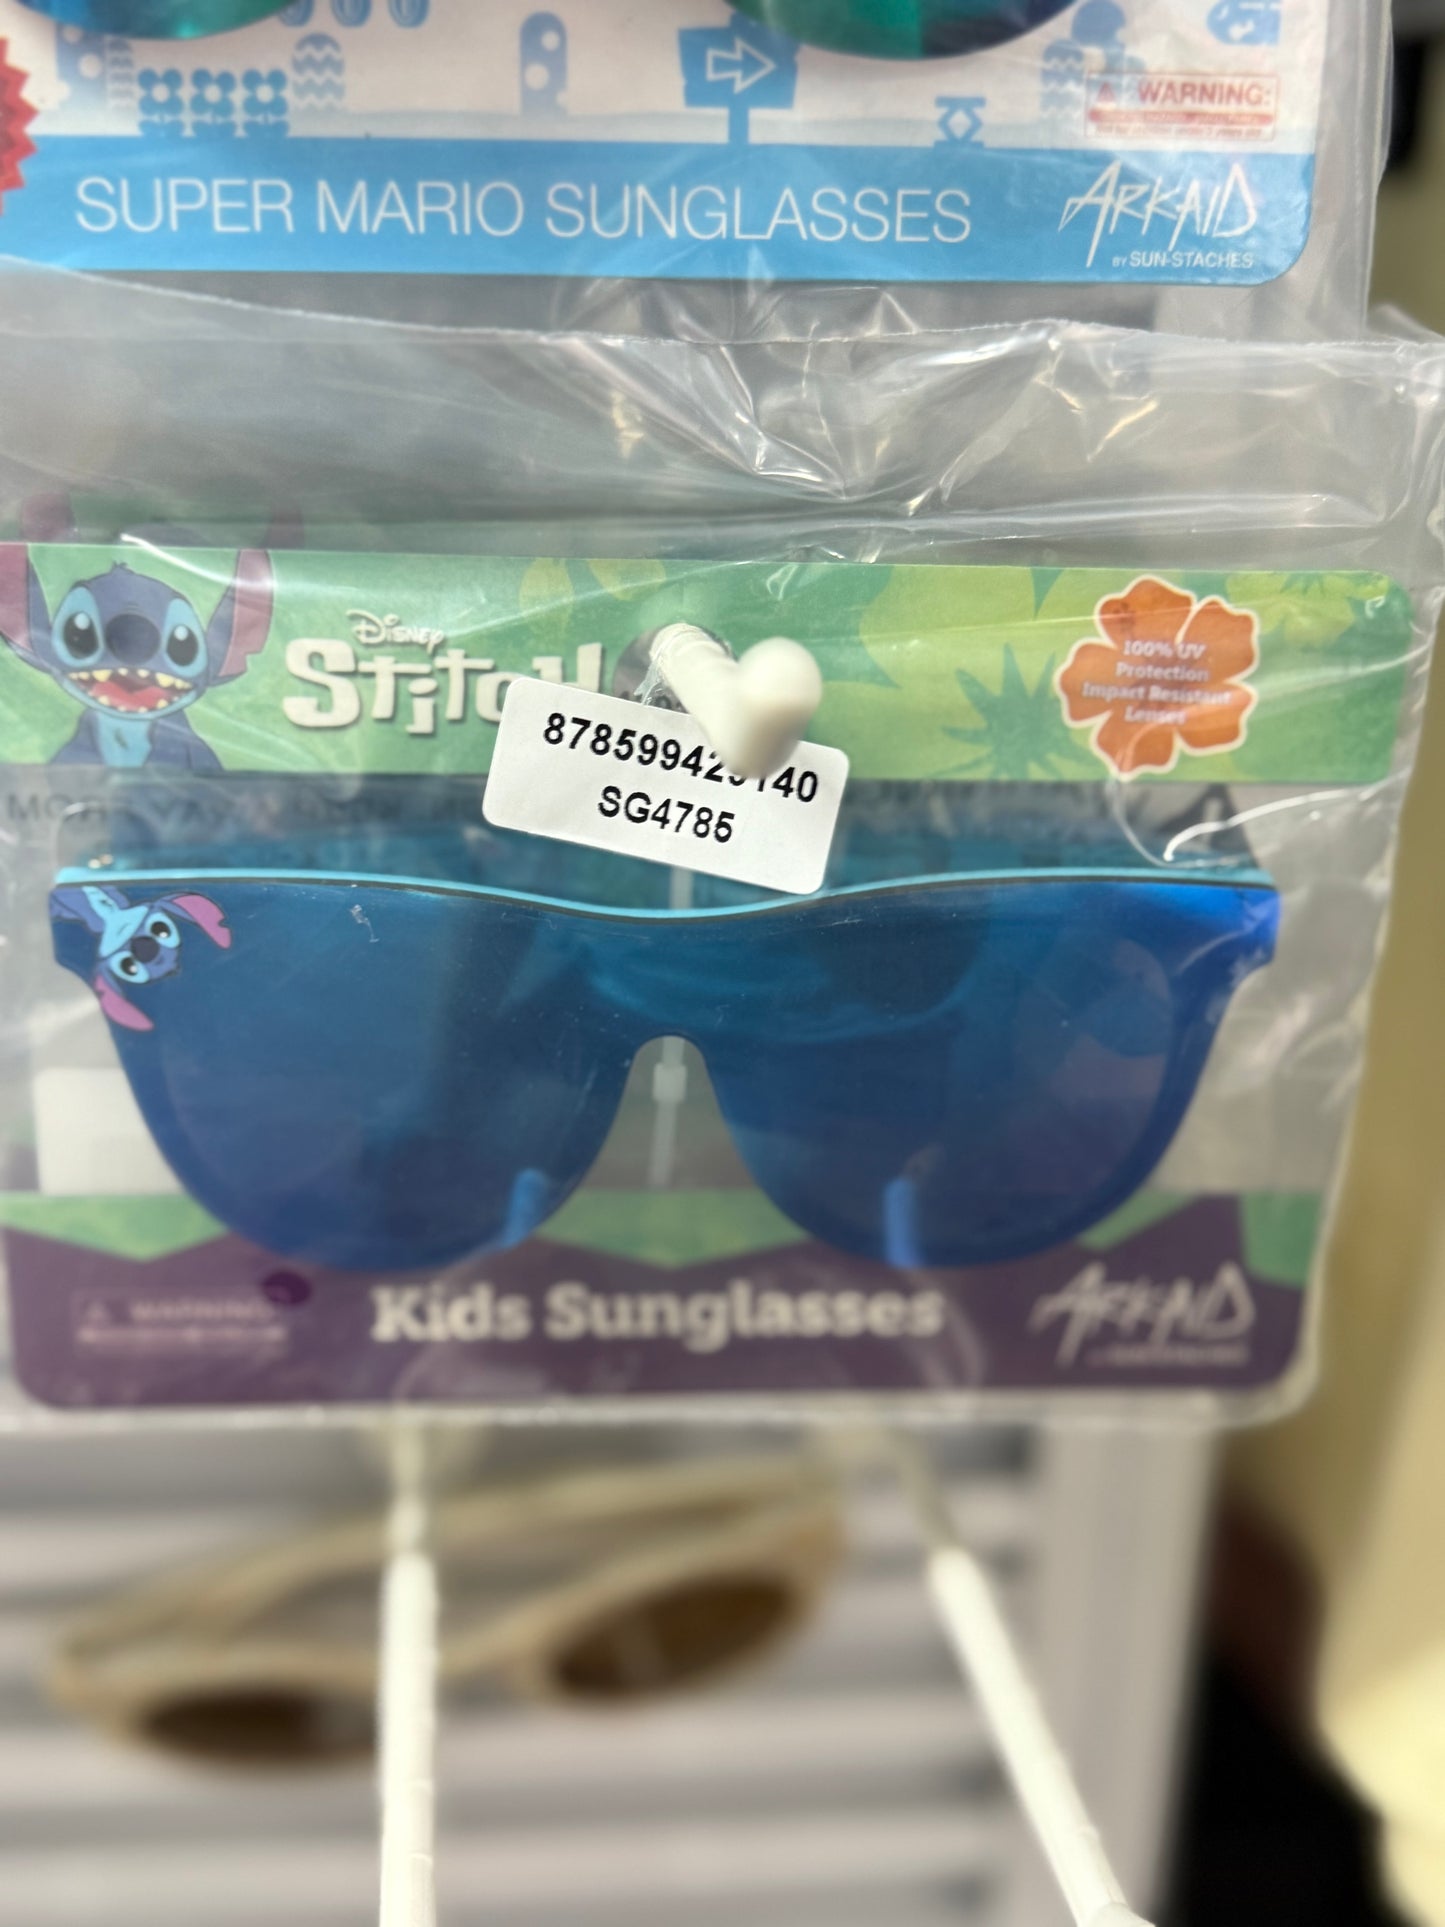 WARNING:
SUPER MARIO SUNGLASSES
ARKAID
BY SUN-STACHES
Disney
Stitch
100% UV
Protection
Impact Resistant
Lenses
SG4785
WARNING
Kids Sunglasses
ARKAID